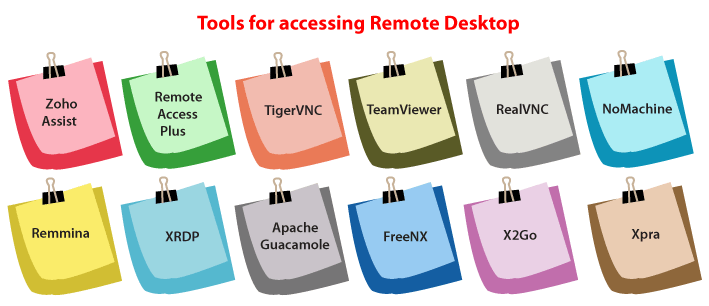 Tools for accessing Remote Desktop
Zoho
Assist
Remote
Access
Plus
TigerVNC
TeamViewer
RealVNC
NoMachine
Remmina
XRDP
Apache
Guacamole
FreeNX
X2Go
Xpra